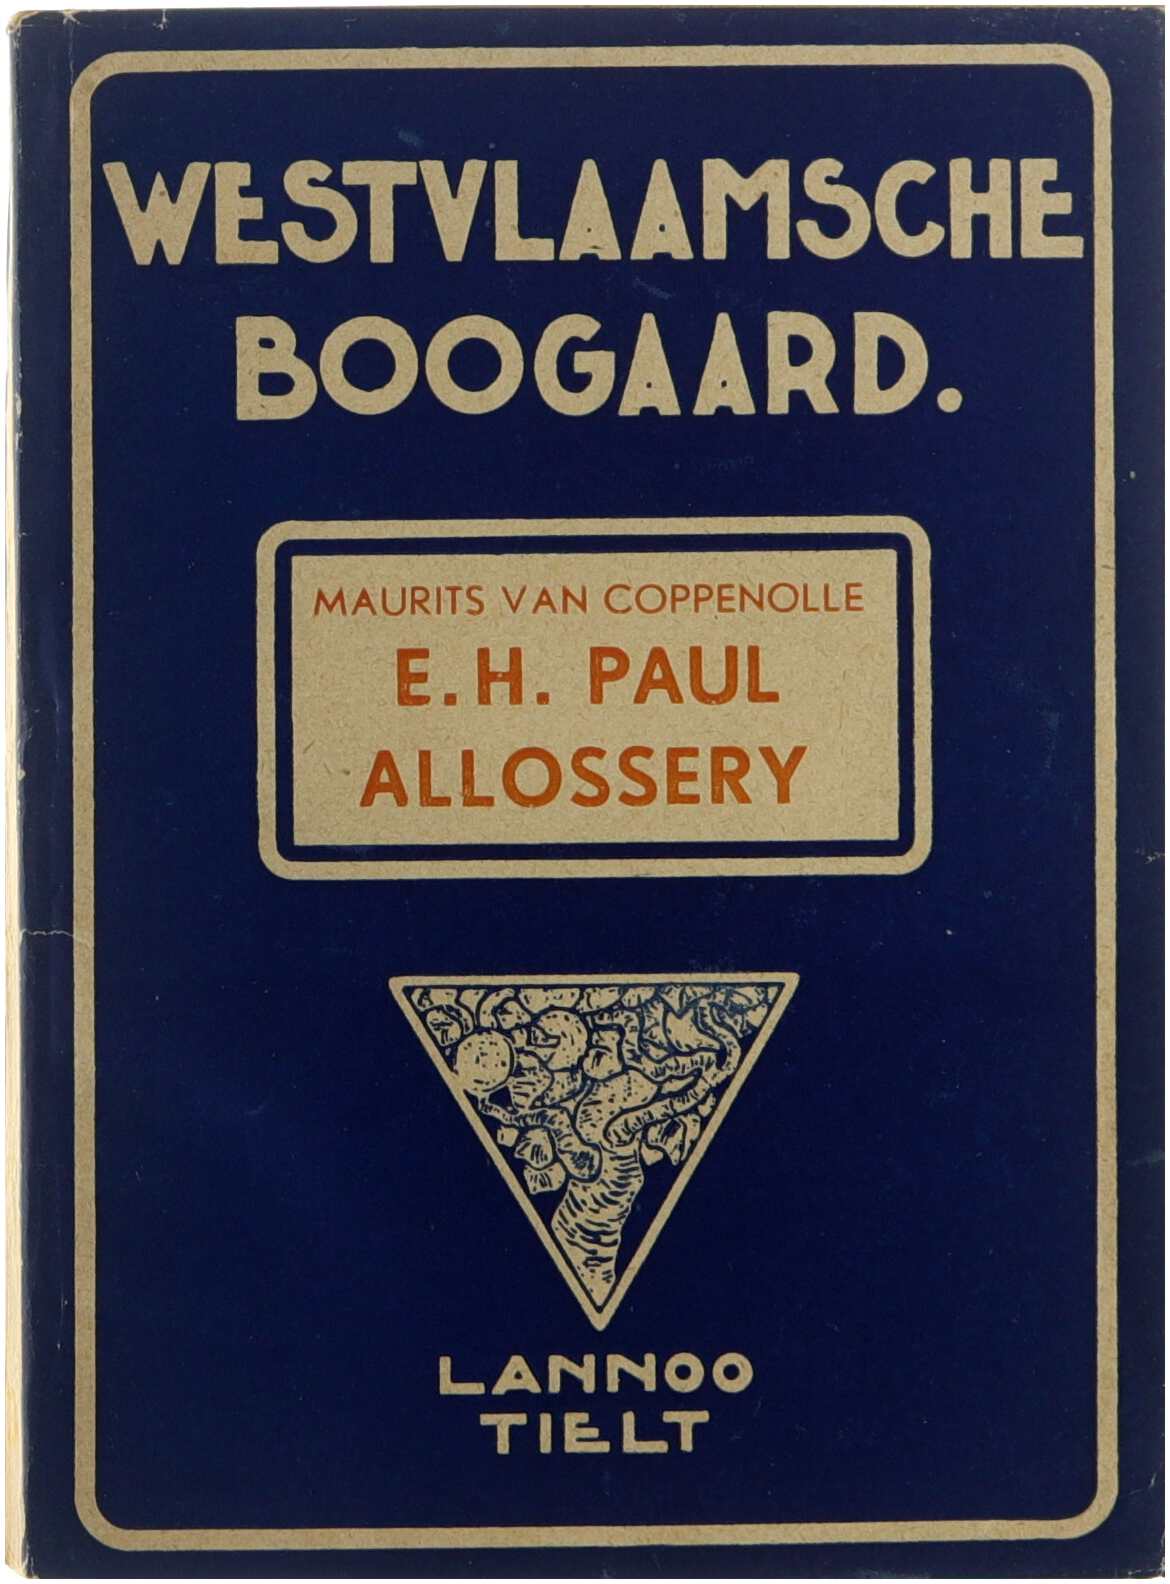 WESTVLAAMSCHE
BOOGAARD.
MAURITS VAN COPPENOLLE
E.H. PAUL
ALLOSSERY
LANNOO
TIELT